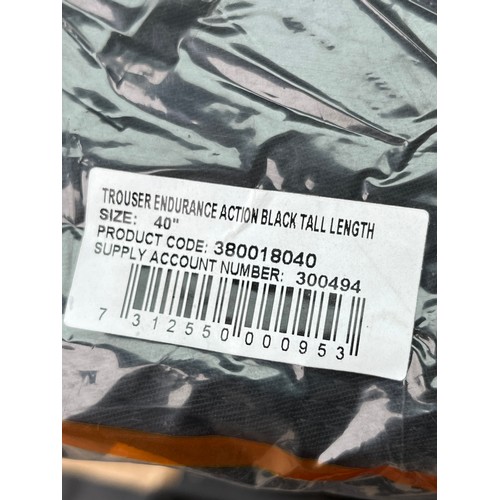 TROUSER ENDURANCE ACTION BLACK TALL LENGTH
SIZE: 40"
PRODUCT CODE: 380018040
SUPPLY ACCOUNT NUMBER: 300494
7 312550 000953